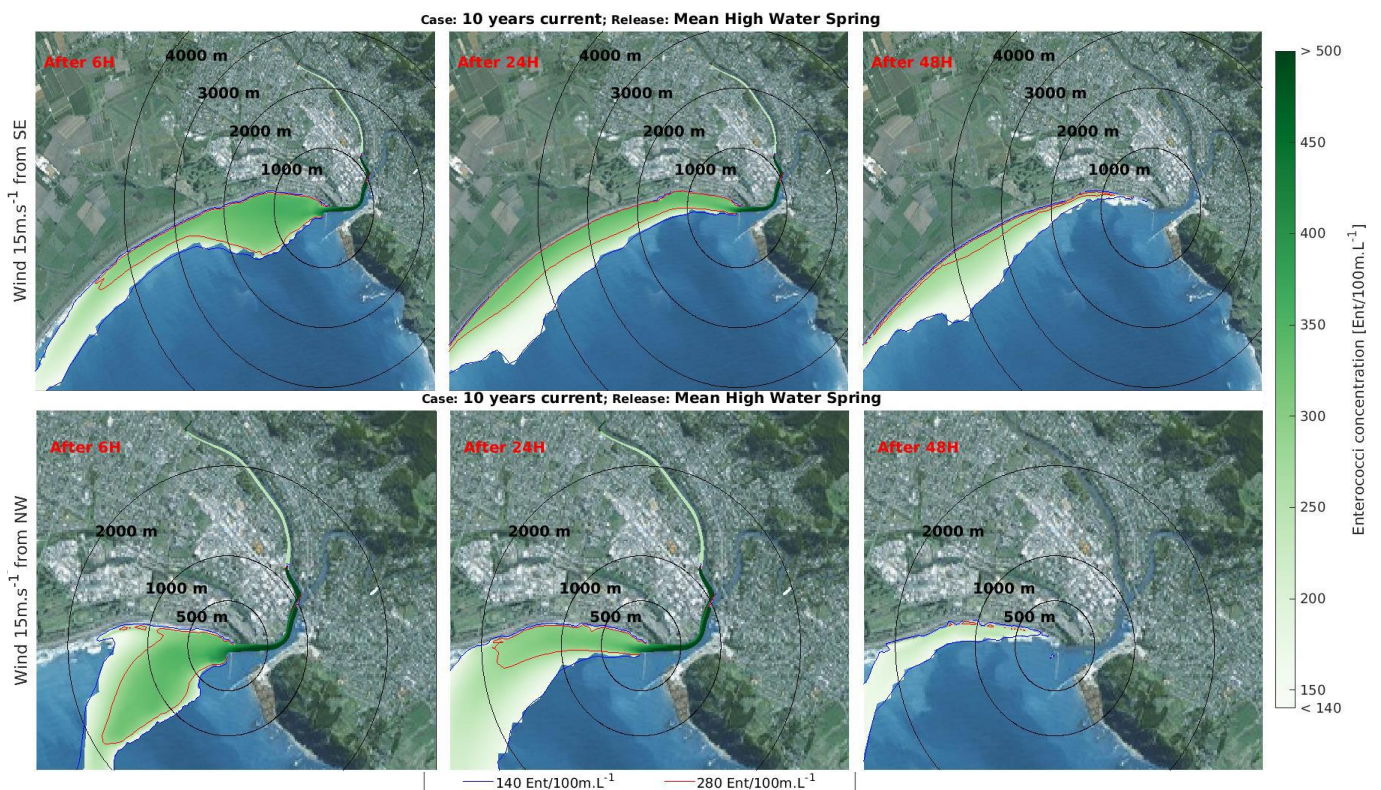 Case: 10 years current; Release: Mean High Water Spring
Wind 15m.s⁻¹ from SE
After 6H
4000 m
3000 m
2000 m
1000 m
After 24H
4000 m
3000 m
2000 m
1000 m
After 48H
4000 m
3000 m
2000 m
1000 m
Case: 10 years current; Release: Mean High Water Spring
Wind 15m.s⁻¹ from NW
After 6H
2000 m
1000 m
500 m
After 24H
2000 m
1000 m
500 m
After 48H
2000 m
1000 m
500 m
140 Ent/100m.L⁻¹
280 Ent/100m.L⁻¹
> 500
450
400
350
300
250
200
150
< 140
Enterococci concentration [Ent/100m.L⁻¹]